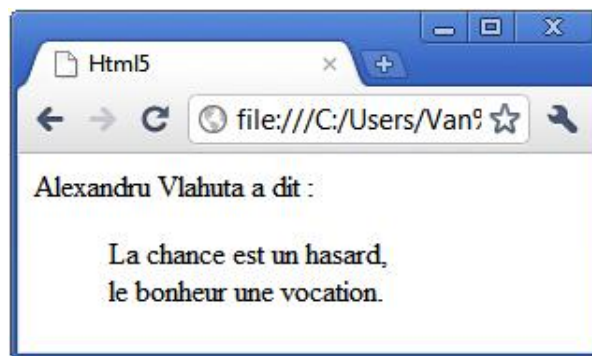 Html5
file:///C:/Users/Van%
Alexandru Vlahuta a dit :
La chance est un hasard,
le bonheur une vocation.